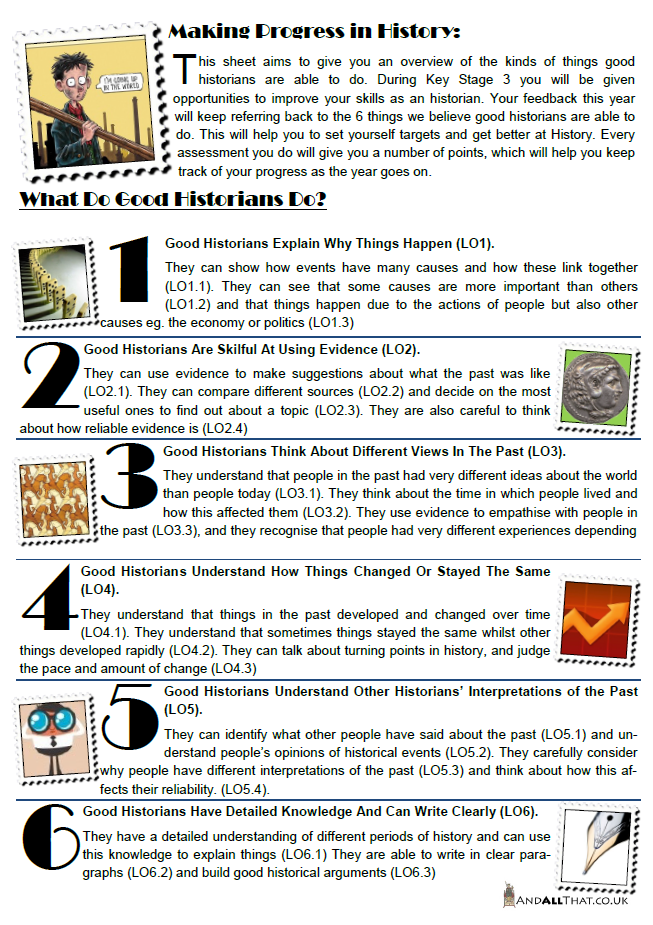 Making Progress in History:
I'M GOING UP
IN THE WORLD
This sheet aims to give you an overview of the kinds of things good
historians are able to do. During Key Stage 3 you will be given
opportunities to improve your skills as an historian. Your feedback this year
will keep referring back to the 6 things we believe good historians are able to
do. This will help you to set yourself targets and get better at History. Every
assessment you do will give you a number of points, which will help you keep
track of your progress as the year goes on.
What Do Good Historians Do?
1
Good Historians Explain Why Things Happen (LO1).
They can show how events have many causes and how these link together
(LO1.1). They can see that some causes are more important than others
(LO1.2) and that things happen due to the actions of people but also other
causes eg. the economy or politics (LO1.3)
2
Good Historians Are Skilful At Using Evidence (LO2).
They can use evidence to make suggestions about what the past was like
(LO2.1). They can compare different sources (LO2.2) and decide on the most
useful ones to find out about a topic (LO2.3). They are also careful to think
about how reliable evidence is (LO2.4)
3
Good Historians Think About Different Views In The Past (LO3).
They understand that people in the past had very different ideas about the world
than people today (LO3.1). They think about the time in which people lived and
how this affected them (LO3.2). They use evidence to empathise with people in
the past (LO3.3), and they recognise that people had very different experiences depending
4
Good Historians Understand How Things Changed Or Stayed The Same
(LO4).
They understand that things in the past developed and changed over time
(LO4.1). They understand that sometimes things stayed the same whilst other
things developed rapidly (LO4.2). They can talk about turning points in history, and judge
the pace and amount of change (LO4.3)
5
Good Historians Understand Other Historians' Interpretations of the Past
(LO5).
They can identify what other people have said about the past (LO5.1) and un-
derstand people's opinions of historical events (LO5.2). They carefully consider
why people have different interpretations of the past (LO5.3) and think about how this af-
fects their reliability. (LO5.4).
6
Good Historians Have Detailed Knowledge And Can Write Clearly (LO6).
They have a detailed understanding of different periods of history and can use
this knowledge to explain things (LO6.1) They are able to write in clear para-
graphs (LO6.2) and build good historical arguments (LO6.3)
ANDALLTHAT.CO.UK